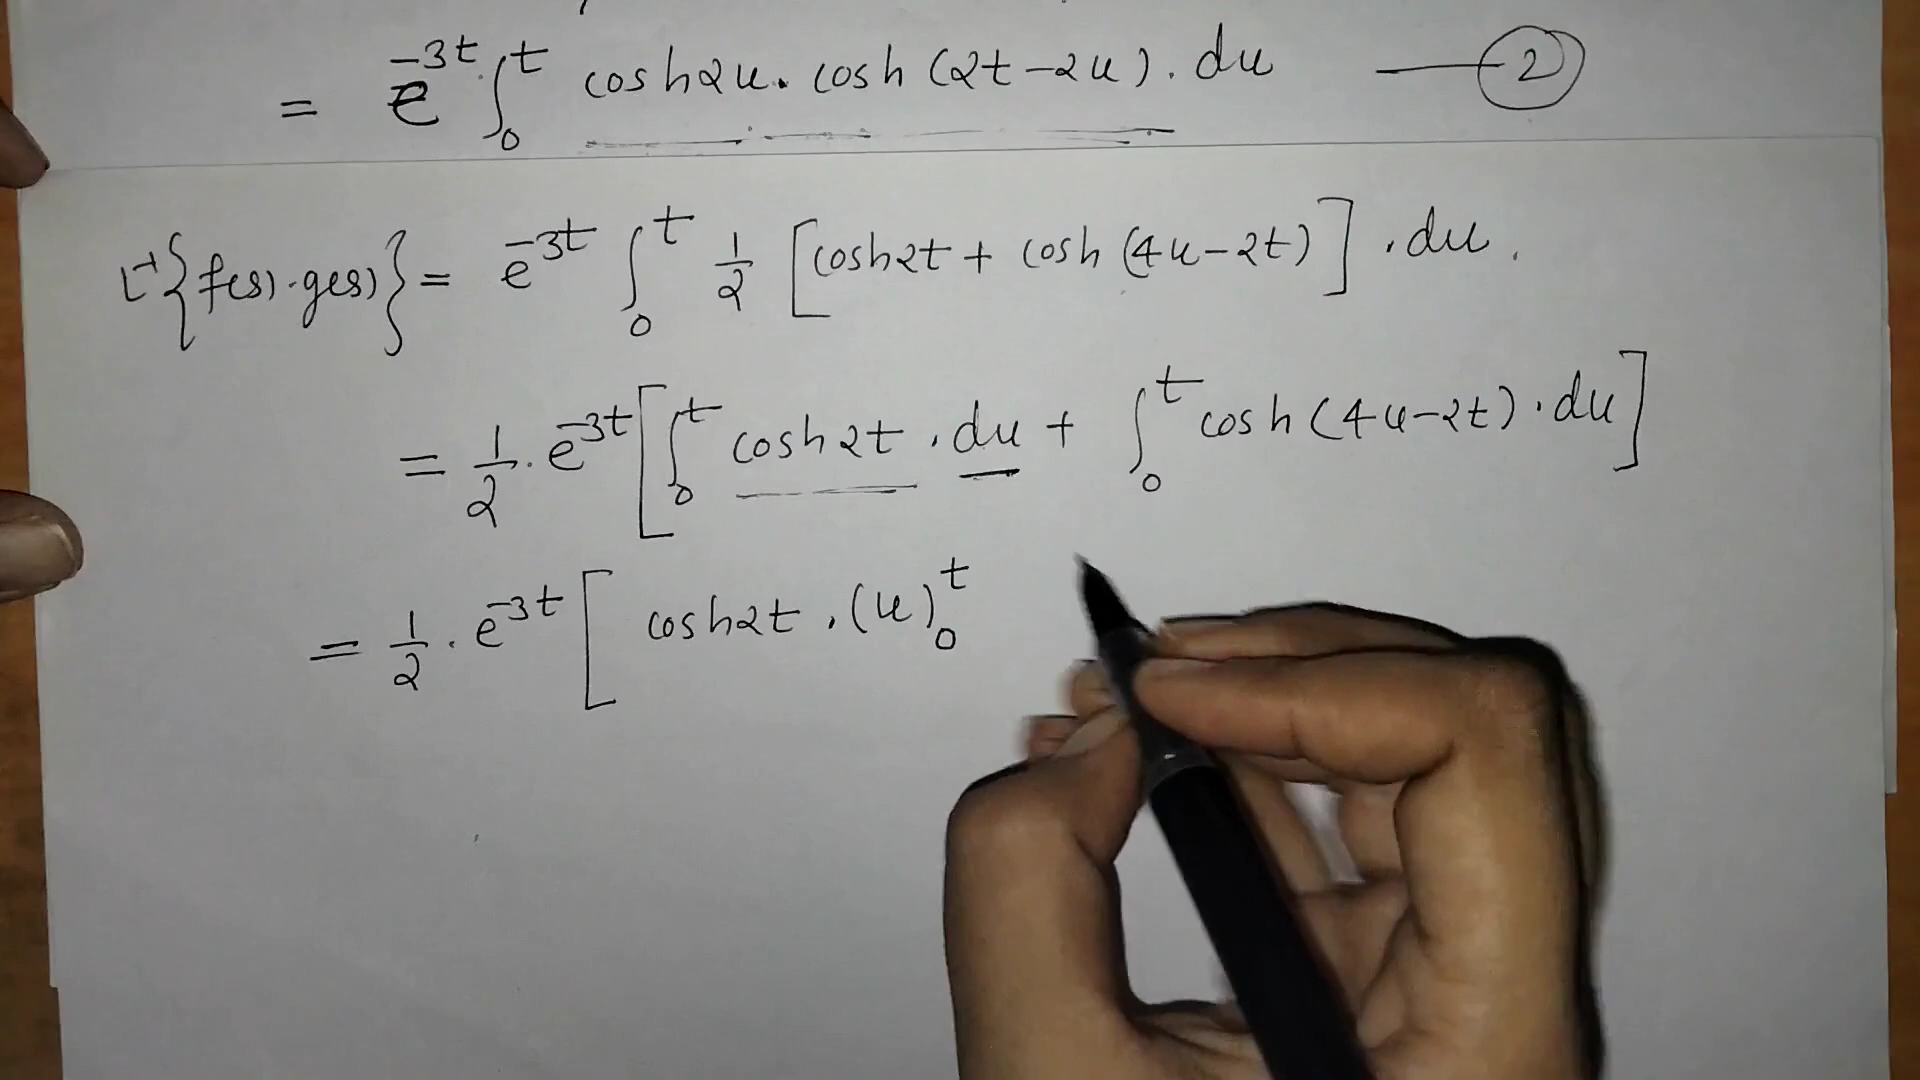 = e^{-3t} ∫_0^t cosh2u. cosh (2t-2u). du — (2)
L^{-1}{f(s).g(s)} = e^{-3t} ∫_0^t 1/2 [cosh2t + cosh (4u-2t)] . du.
= 1/2 . e^{-3t} [∫_0^t cosh2t . du + ∫_0^t cosh (4u-2t) . du]
= 1/2 . e^{-3t} [ cosh2t . (u)_0^t